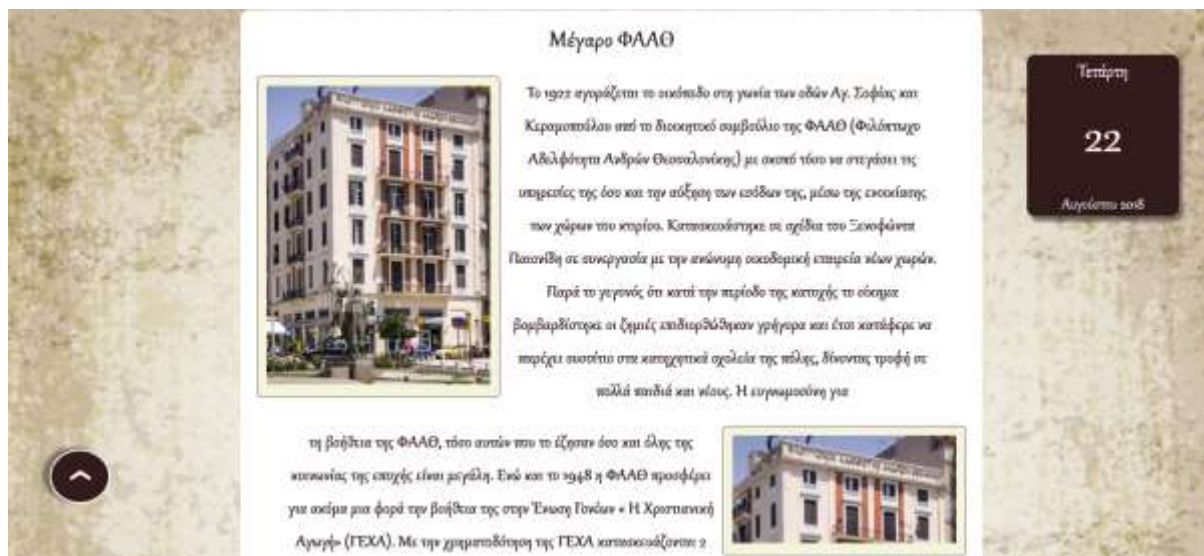 Μέγαρο ΦΑΑΘ
Το 1922 αγοράζεται το οικόπεδο στη γωνία των οδών Αγ. Σοφίας και
Κεραμοπούλου από το διοικητικό συμβούλιο της ΦΑΑΘ (Φιλόπτωχο
Αδελφότητα Ανδρών Θεσσαλονίκης) με σκοπό τόσο να στεγάσει τις
υπηρεσίες της όσο και την αύξηση των εσόδων της, μέσω της ενοικίασης
των χώρων του κτιρίου. Κατασκευάστηκε σε σχέδια του Ξενοφώντα
Παιονίδη σε συνεργασία με την ανώνυμη οικοδομική εταιρεία νέων χωρών.
Παρά το γεγονός ότι κατά την περίοδο της κατοχής το οίκημα
βομβαρδίστηκε οι ζημιές επιδιορθώθηκαν γρήγορα και έτσι κατάφερε να
παρέχει συσσίτιο στα κατηχητικά σχολεία της πόλης, δίνοντας τροφή σε
πολλά παιδιά και νέους. Η ευγνωμοσύνη για
τη βοήθεια της ΦΑΑΘ, τόσο αυτών που το έζησαν όσο και όλης της
κοινωνίας της εποχής είναι μεγάλη. Ενώ και το 1948 η ΦΑΑΘ προσφέρει
για ακόμα μια φορά την βοήθεια της στην Ένωση Γονέων « Η Χριστιανική
Αγωγή» (ΓΕΧΑ). Με την χρηματοδότηση της ΓΕΧΑ κατασκευάζονται 2
Τετάρτη
22
Αυγούστου 2018